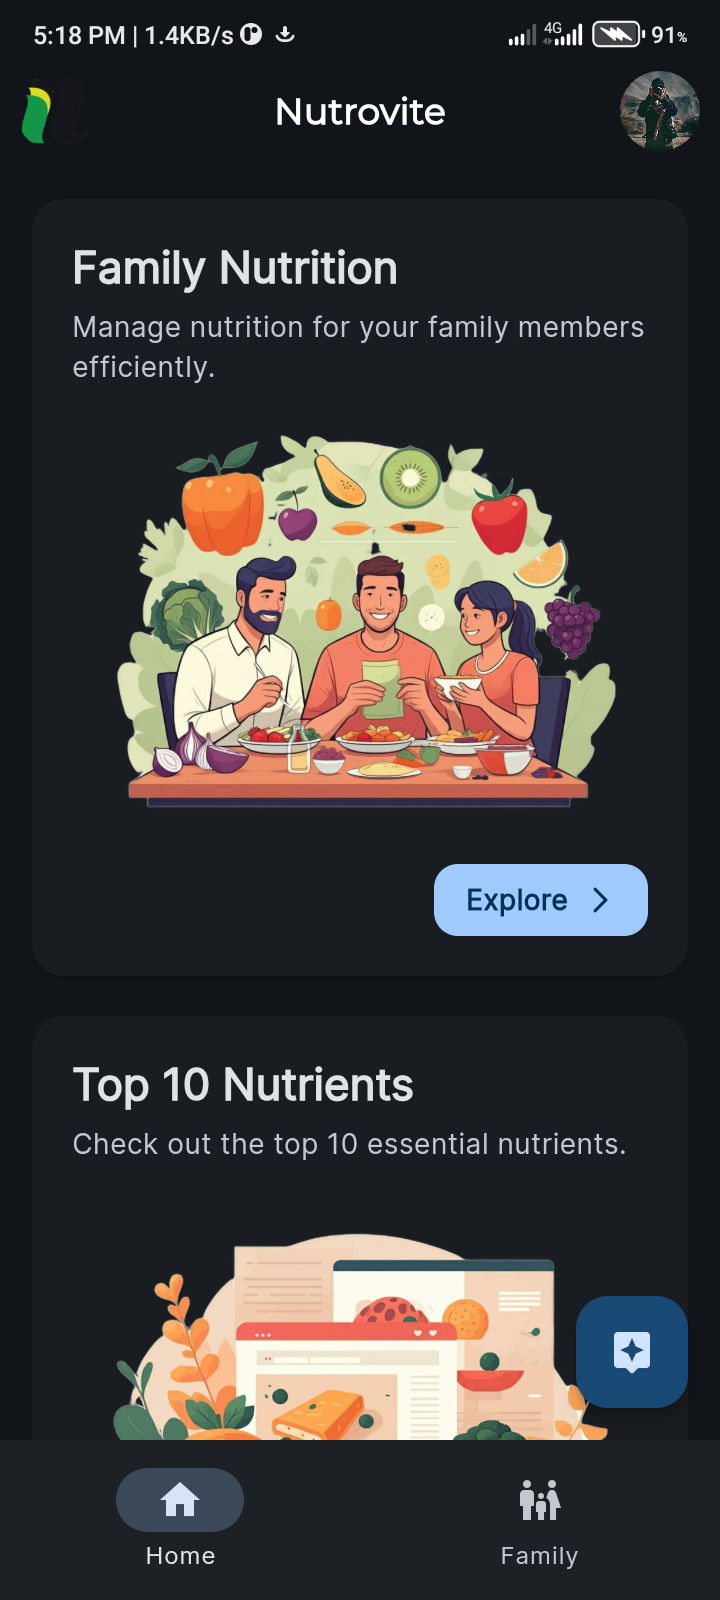 5:18 PM | 1.4KB/s
4G
91%
n
Nutrovite
Family Nutrition
Manage nutrition for your family members
efficiently.
Explore
Top 10 Nutrients
Check out the top 10 essential nutrients.
Home
Family